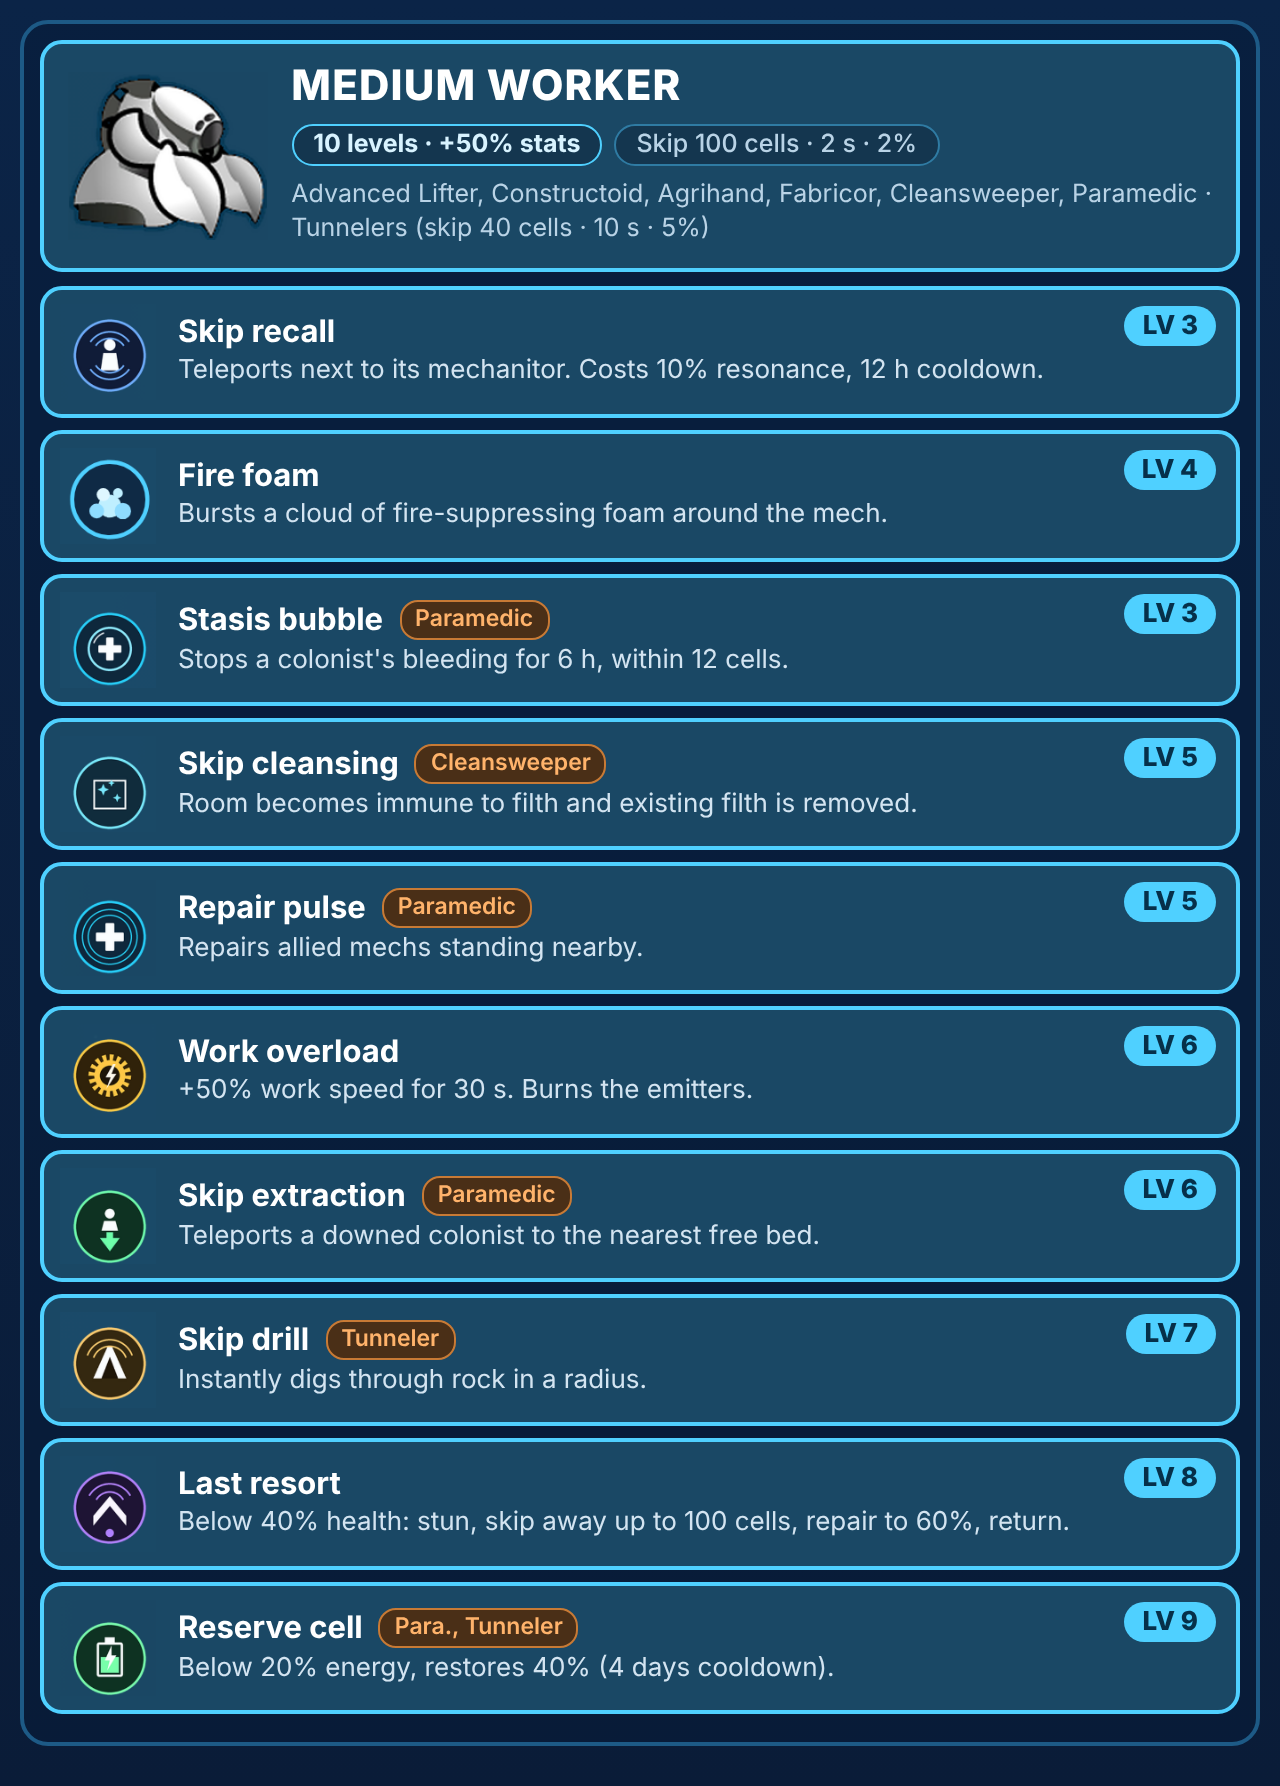 MEDIUM WORKER
10 levels · +50% stats
Skip 100 cells · 2 s · 2%
Advanced Lifter, Constructoid, Agrihand, Fabricor, Cleansweeper, Paramedic ·
Tunnelers (skip 40 cells · 10 s · 5%)
Skip recall
LV 3
Teleports next to its mechanitor. Costs 10% resonance, 12 h cooldown.
Fire foam
LV 4
Bursts a cloud of fire-suppressing foam around the mech.
Stasis bubble
Paramedic
LV 3
Stops a colonist's bleeding for 6 h, within 12 cells.
Skip cleansing
Cleansweeper
LV 5
Room becomes immune to filth and existing filth is removed.
Repair pulse
Paramedic
LV 5
Repairs allied mechs standing nearby.
Work overload
LV 6
+50% work speed for 30 s. Burns the emitters.
Skip extraction
Paramedic
LV 6
Teleports a downed colonist to the nearest free bed.
Skip drill
Tunneler
LV 7
Instantly digs through rock in a radius.
Last resort
LV 8
Below 40% health: stun, skip away up to 100 cells, repair to 60%, return.
Reserve cell
Para., Tunneler
LV 9
Below 20% energy, restores 40% (4 days cooldown).